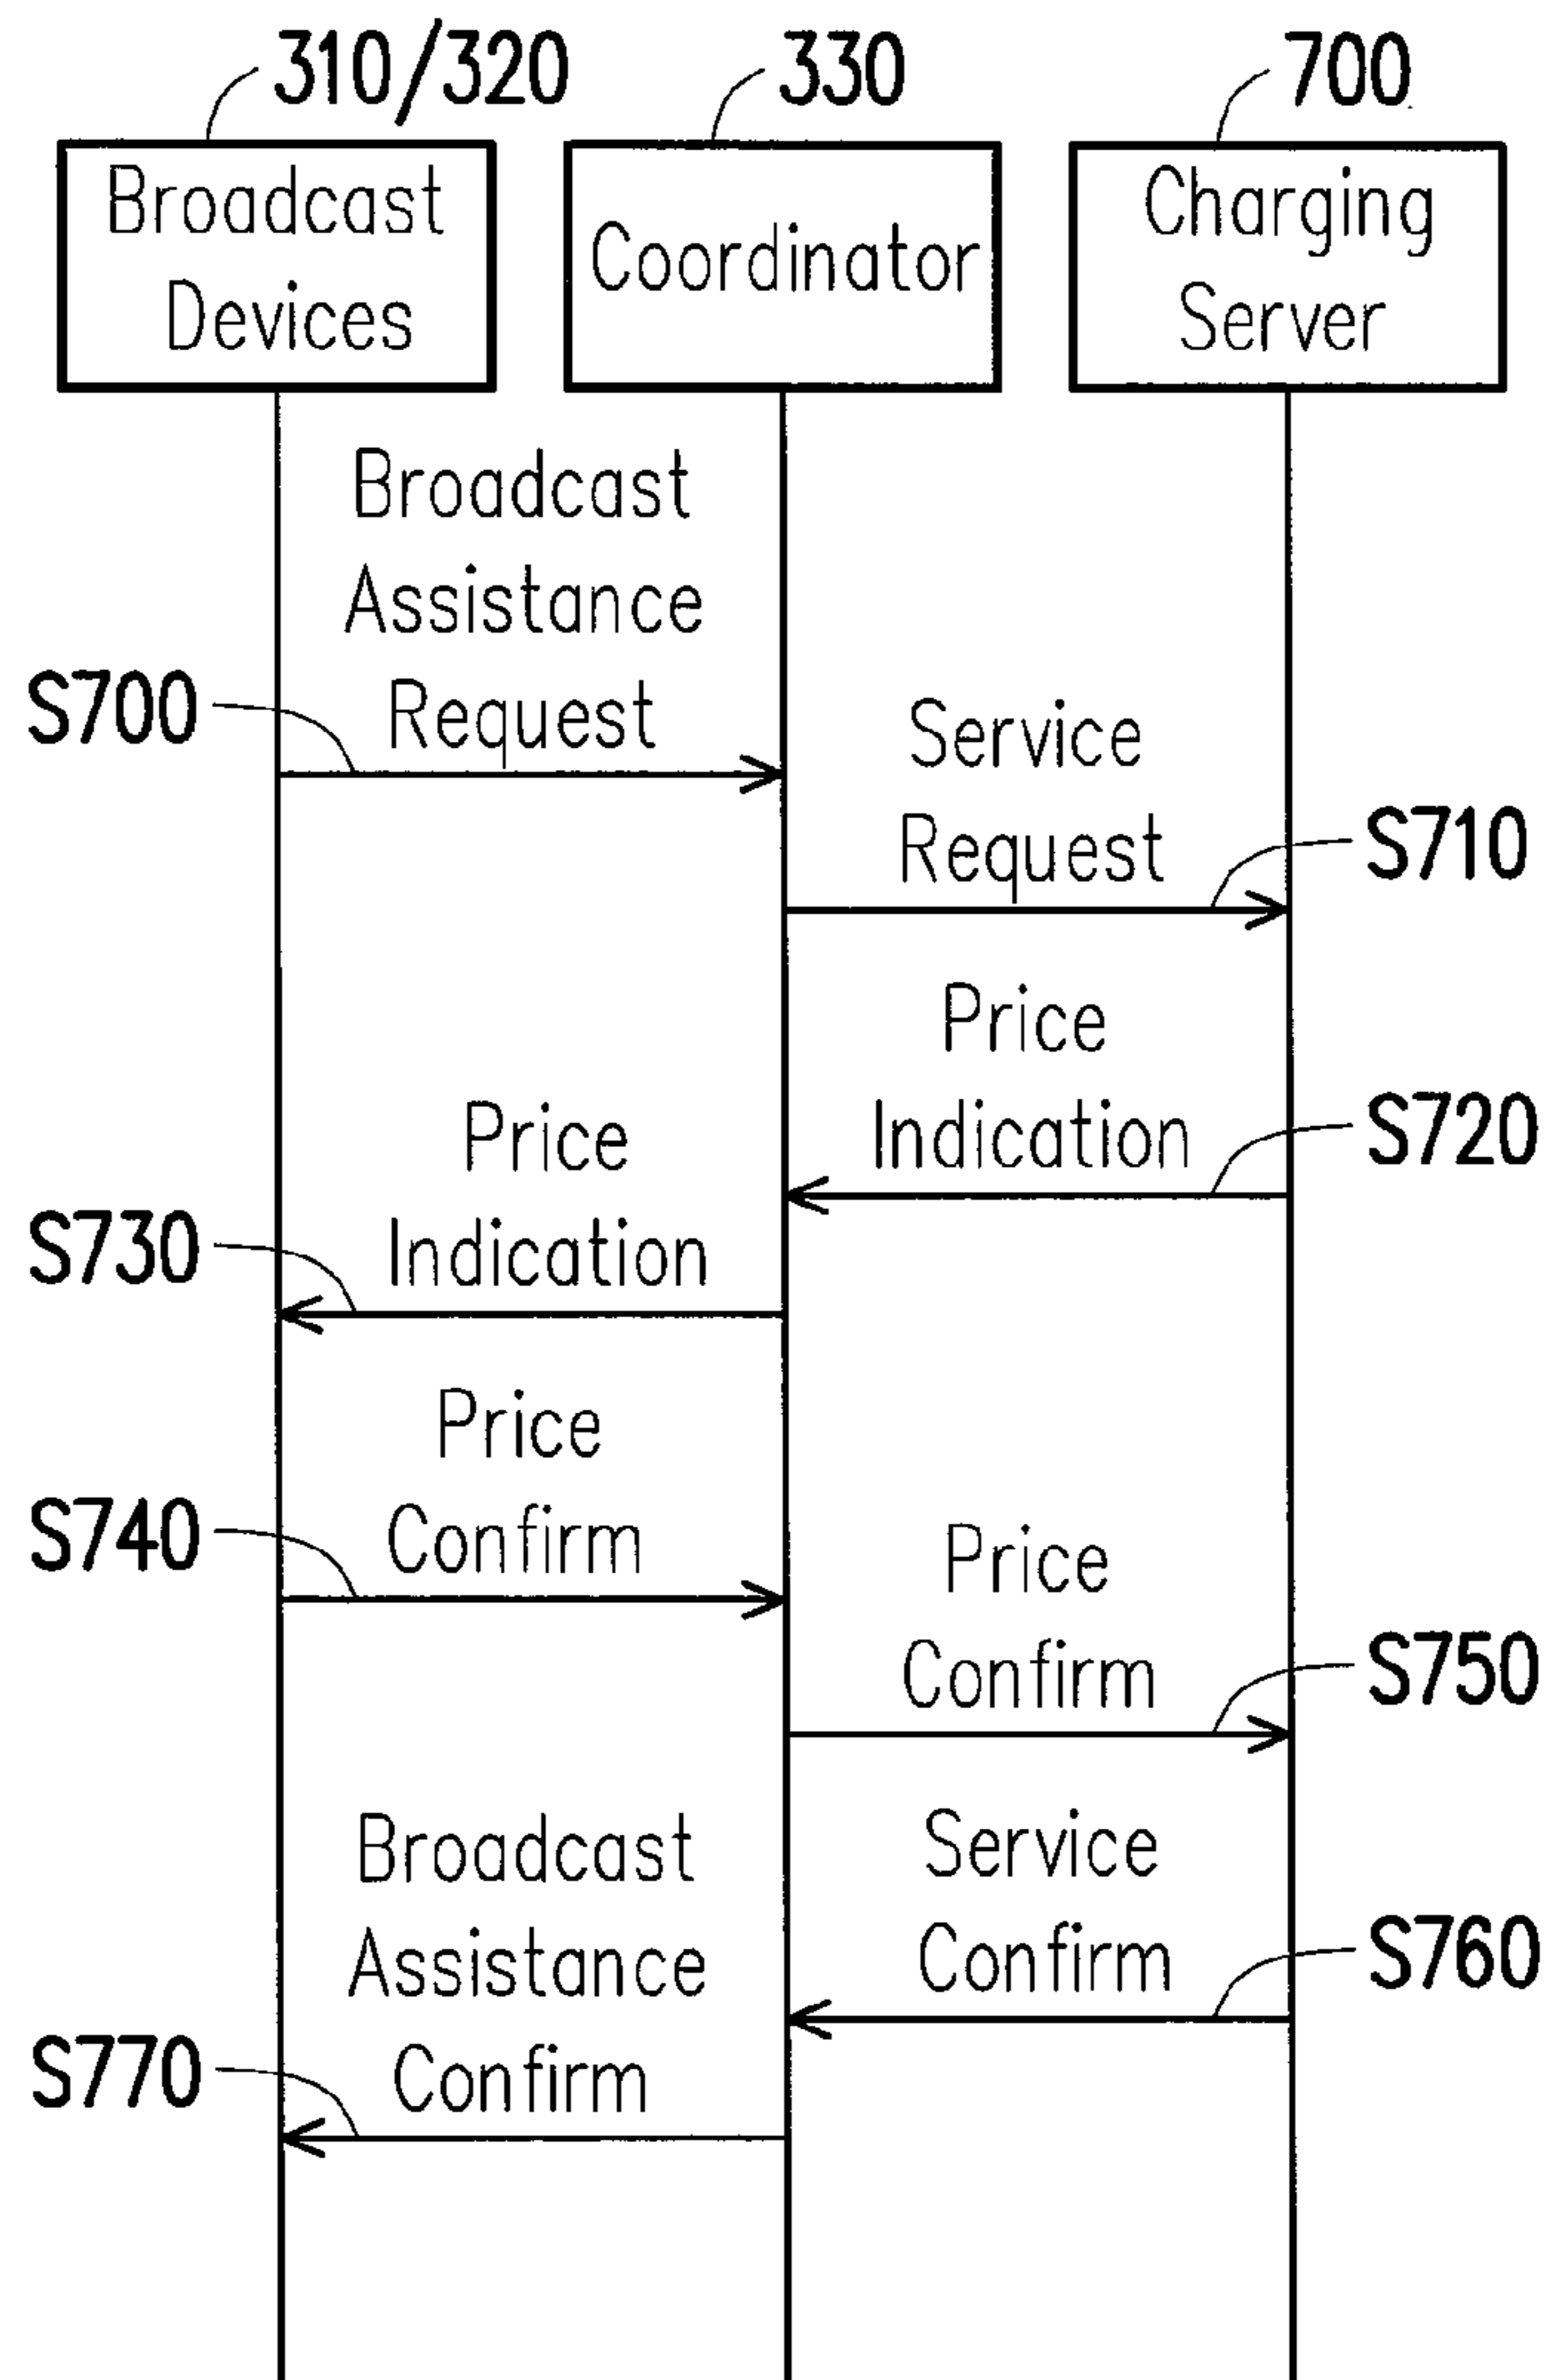 310/320
330
700
Broadcast
Devices
Coordinator
Charging
Server
Broadcast
Assistance
Request
S700
Service
Request
S710
Price
Indication
S720
Price
Indication
S730
Price
Confirm
S740
Price
Confirm
S750
Service
Confirm
S760
Broadcast
Assistance
Confirm
S770